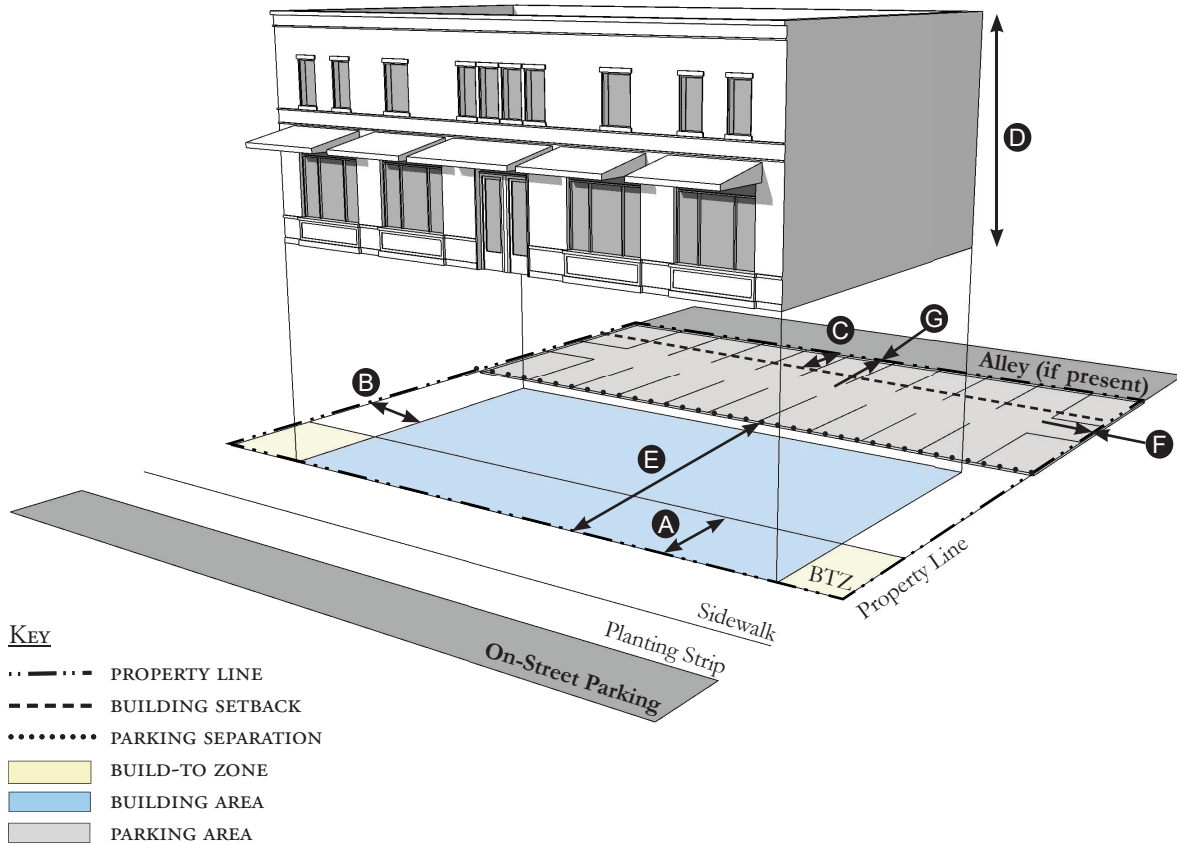 D
C
G
Alley (if present)
B
F
E
A
BTZ
Property Line
Sidewalk
Planting Strip
On-Street Parking
KEY
PROPERTY LINE
BUILDING SETBACK
PARKING SEPARATION
BUILD-TO ZONE
BUILDING AREA
PARKING AREA